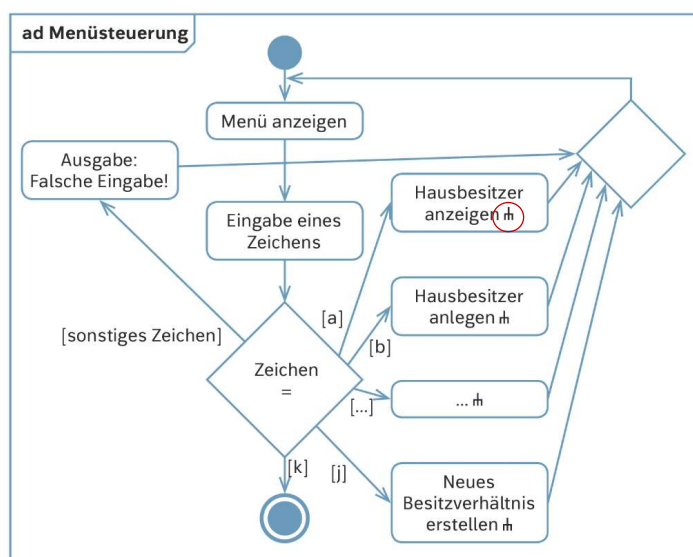 ad Menüsteuerung
Menü anzeigen
Ausgabe:
Falsche Eingabe!
Eingabe eines
Zeichens
Hausbesitzer
anzeigen
Hausbesitzer
anlegen
[a]
[b]
[sonstiges Zeichen]
Zeichen
=
[...]
...
[k]
[j]
Neues
Besitzverhältnis
erstellen